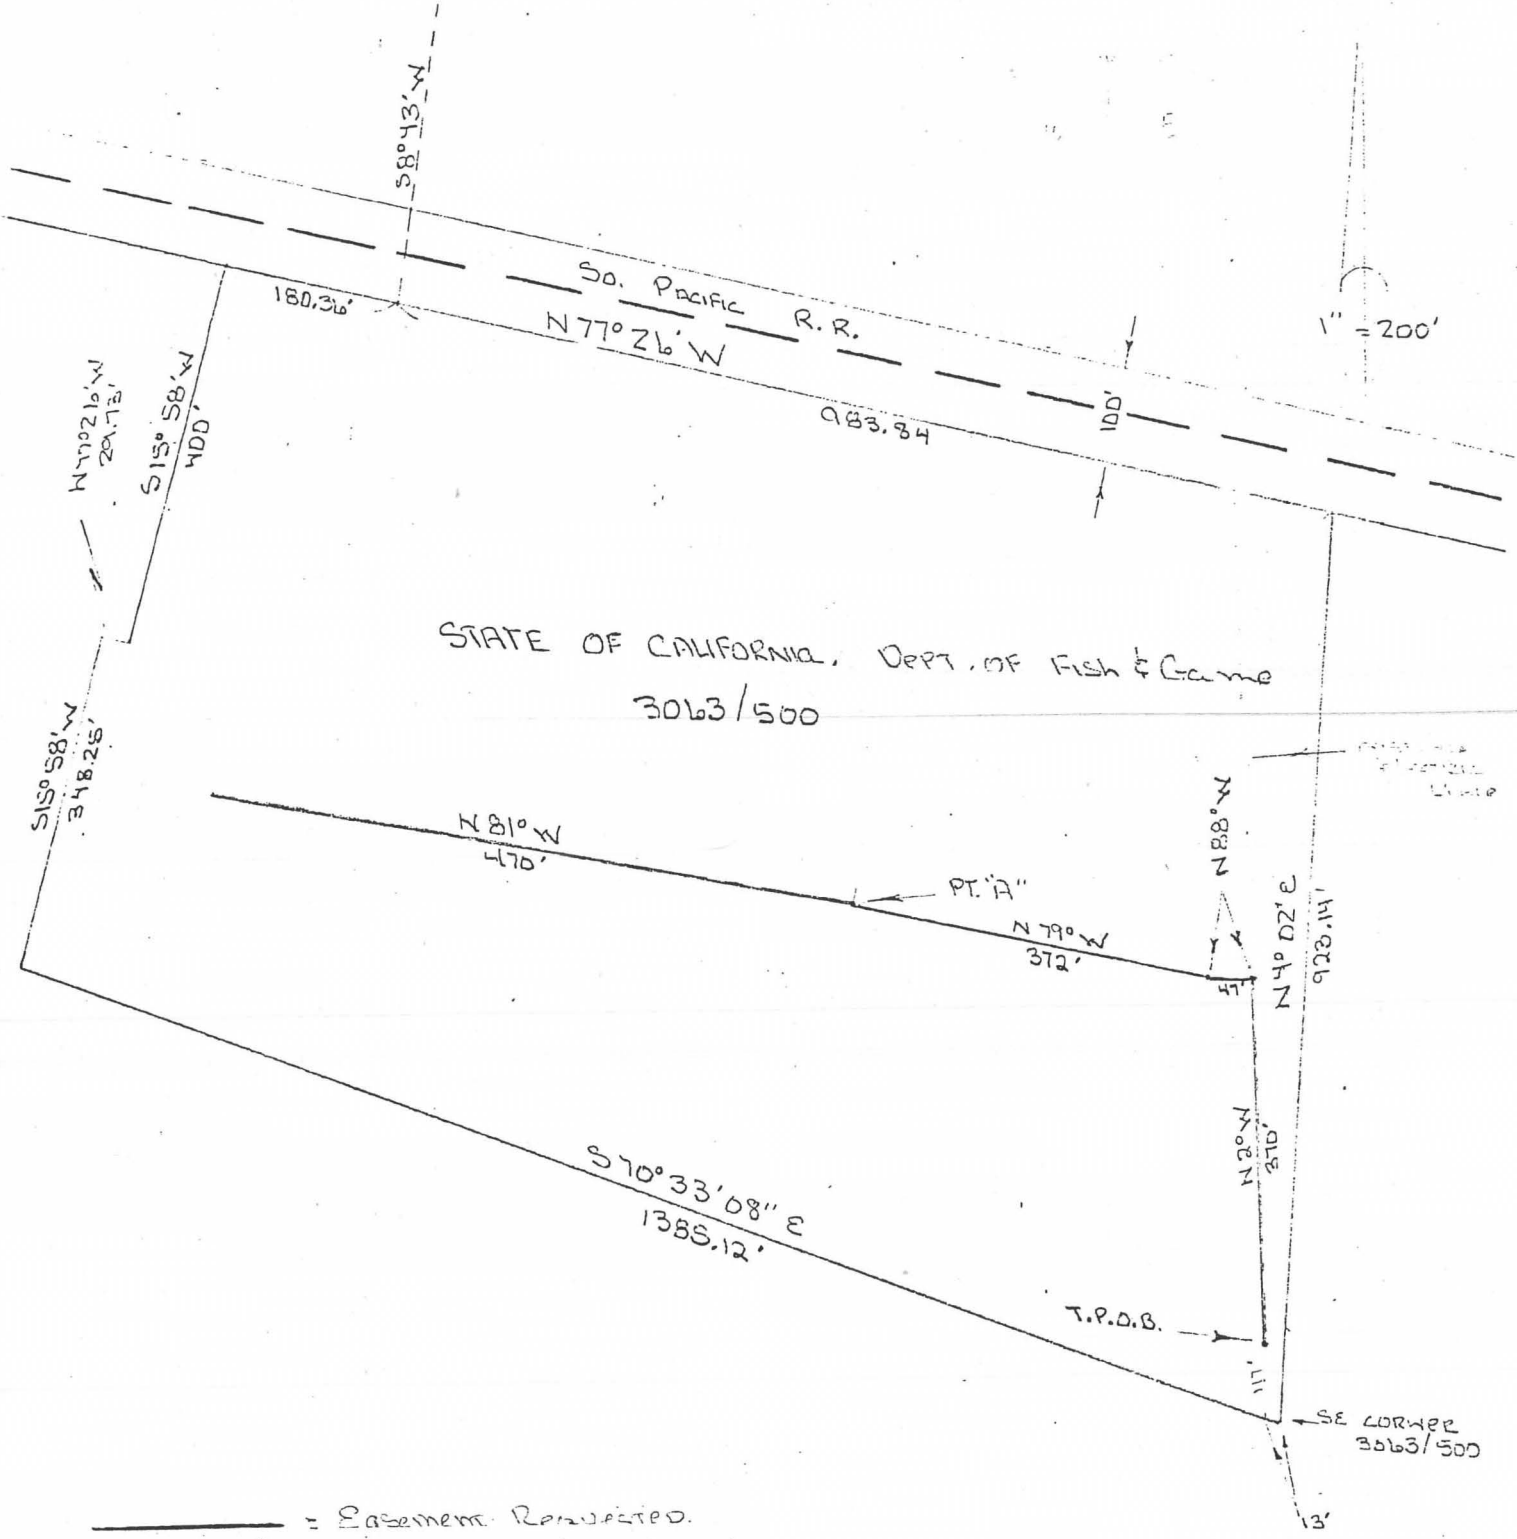 S8°43'W
So. Pacific R.R.
180.36'
N77°26'W
983.84
100'
1" = 200'
N77°26'W
29.73'
S15°58'W
400'
STATE OF CALIFORNIA, Dept. of Fish & Game
3063/500
S15°58'W
348.25'
N81°W
470'
PT. "A"
N79°W
372'
N88°W
47'
N4°02'E
923.14'
N2°W
370'
S70°33'08"E
1385.12'
T.P.O.B.
117'
SE CORNER
3063/500
13'
= Easement Requested.